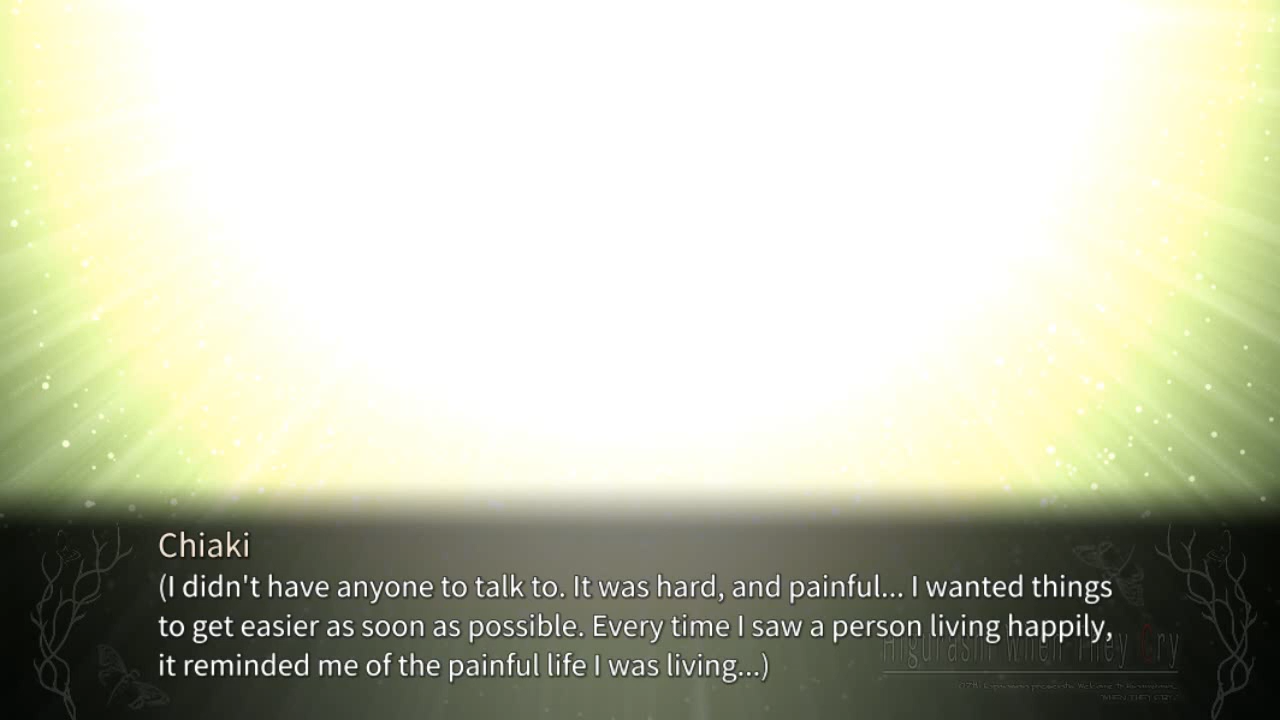 Chiaki
(I didn't have anyone to talk to. It was hard, and painful... I wanted things
to get easier as soon as possible. Every time I saw a person living happily,
it reminded me of the painful life I was living...)
Higurashi When They Cry